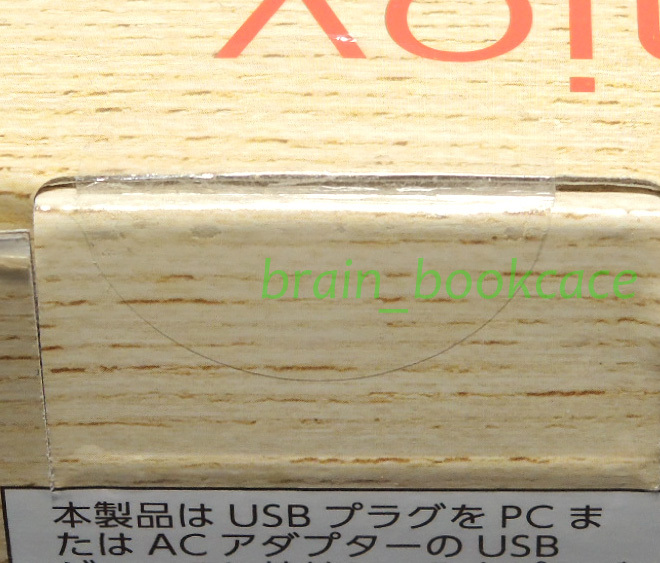 brain_bookcace
本製品は USB プラグを PC ま
たは AC アダプターの USB